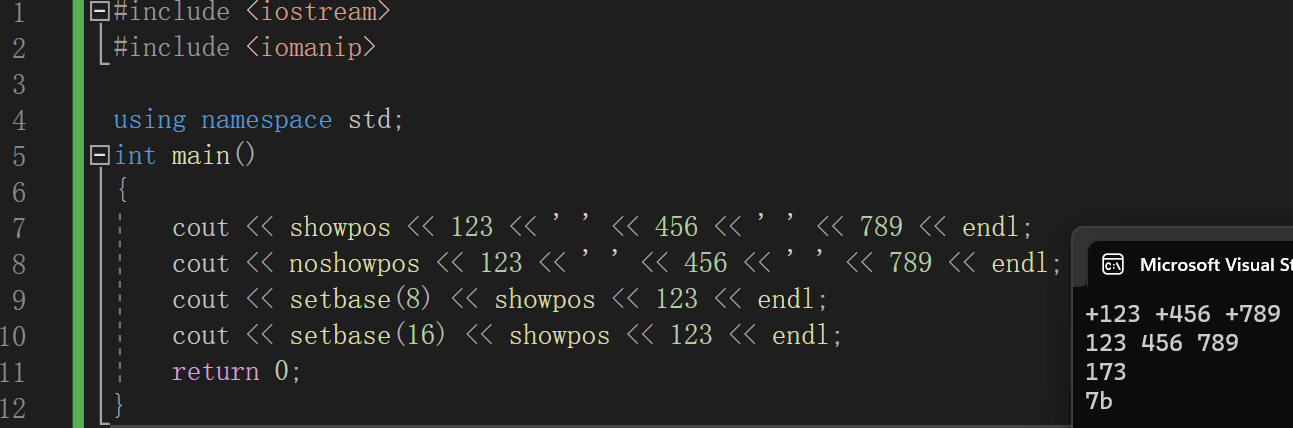 1 #include <iostream>
2 #include <iomanip>
3
4 using namespace std;
5 int main()
6 {
7 cout << showpos << 123 << ' ' << 456 << ' ' << 789 << endl;
8 cout << noshowpos << 123 << ' ' << 456 << ' ' << 789 << endl;
9 cout << setbase(8) << showpos << 123 << endl;
10 cout << setbase(16) << showpos << 123 << endl;
11 return 0;
12 }
Microsoft Visual St
+123 +456 +789
123 456 789
173
7b